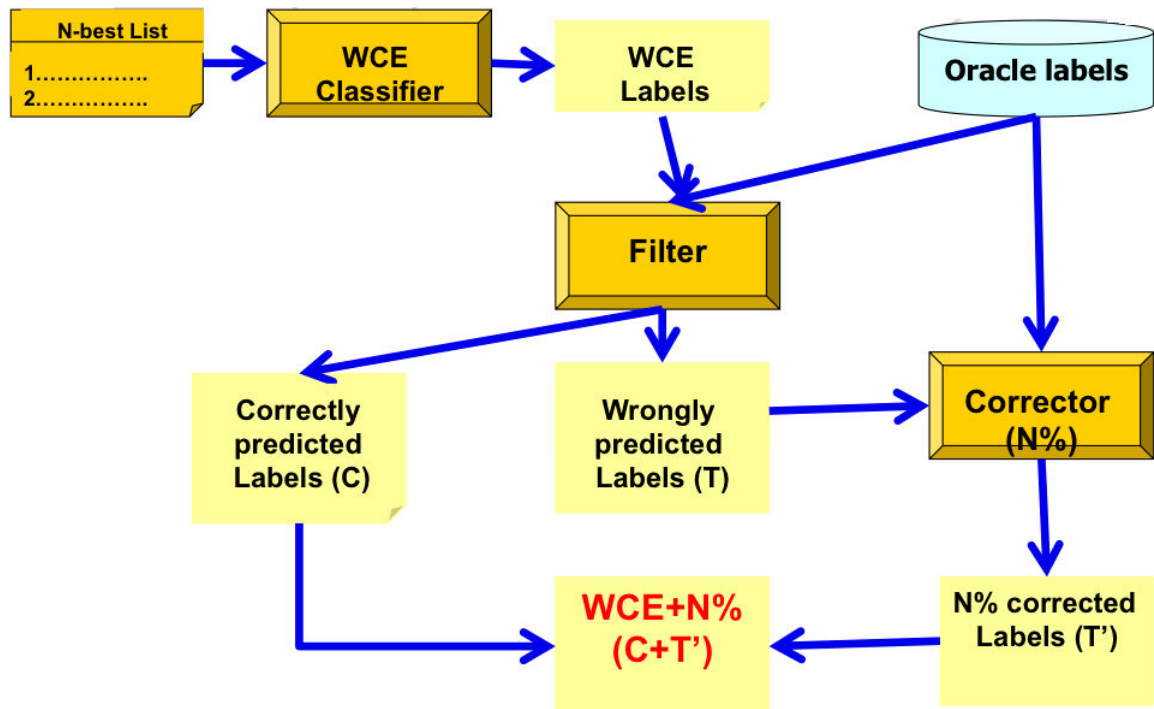 N-best List
1.................
2.................
WCE
Classifier
WCE
Labels
Oracle labels
Filter
Correctly
predicted
Labels (C)
Wrongly
predicted
Labels (T)
Corrector
(N%)
WCE+N%
(C+T’)
N% corrected
Labels (T’)